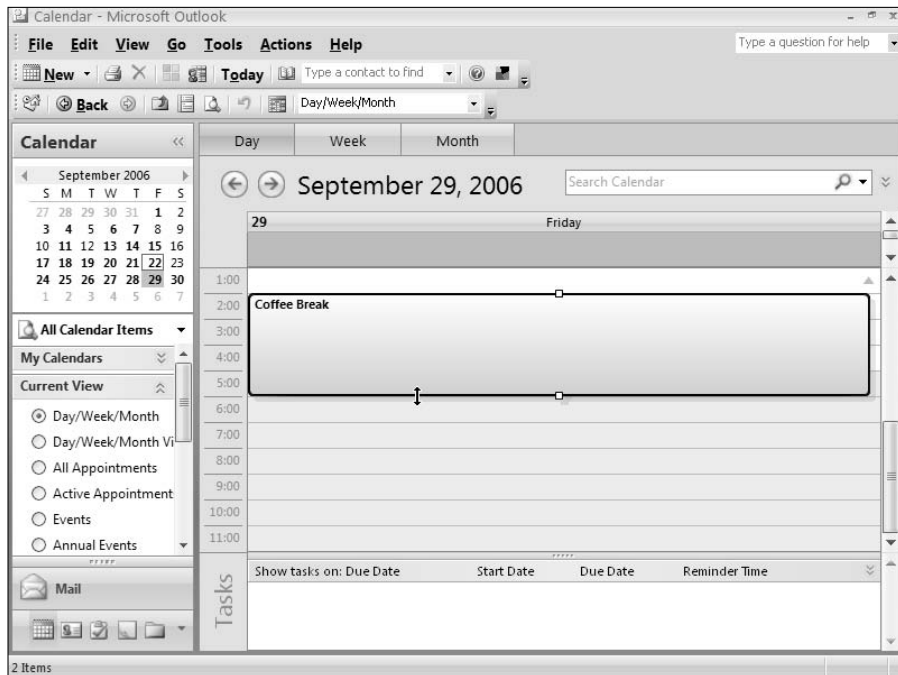 Calendar - Microsoft Outlook
File Edit View Go Tools Actions Help
Type a question for help
New Today Type a contact to find
Back Day/Week/Month
Calendar
Day Week Month
September 2006
S M T W T F S
27 28 29 30 31 1 2
3 4 5 6 7 8 9
10 11 12 13 14 15 16
17 18 19 20 21 22 23
24 25 26 27 28 29 30
1 2 3 4 5 6 7
All Calendar Items
My Calendars
Current View
Day/Week/Month
Day/Week/Month Vi
All Appointments
Active Appointment
Events
Annual Events
Mail
September 29, 2006
Search Calendar
29 Friday
1:00
2:00 Coffee Break
3:00
4:00
5:00
6:00
7:00
8:00
9:00
10:00
11:00
Tasks
Show tasks on: Due Date Start Date Due Date Reminder Time
2 Items